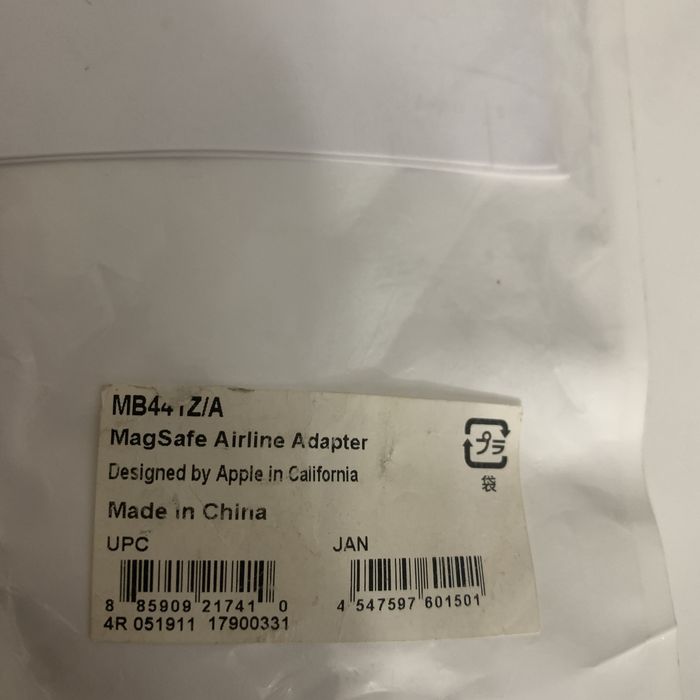 MB441Z/A
MagSafe Airline Adapter
Designed by Apple in California
Made in China
プラ
袋
UPC
JAN
8 85909 21741 0
4 547597 601501
4R 051911 17900331